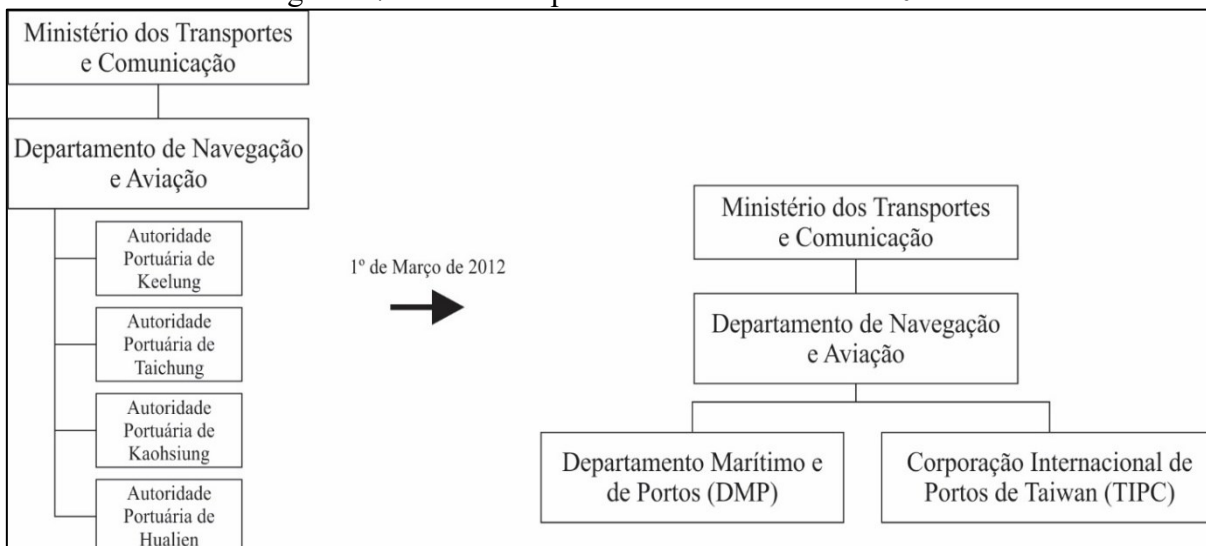 Ministério dos Transportes
e Comunicação
Departamento de Navegação
e Aviação
Autoridade
Portuária de
Keelung
Autoridade
Portuária de
Taichung
Autoridade
Portuária de
Kaohsiung
Autoridade
Portuária de
Hualien
1º de Março de 2012
Ministério dos Transportes
e Comunicação
Departamento de Navegação
e Aviação
Departamento Marítimo e
de Portos (DMP)
Corporação Internacional de
Portos de Taiwan (TIPC)